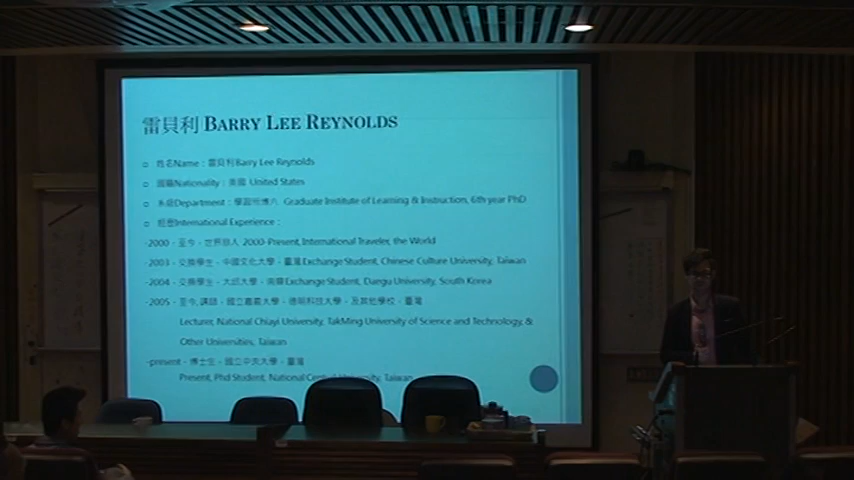 雷貝利 BARRY LEE REYNOLDS
姓名Name：雷貝利Barry Lee Reynolds
國籍Nationality：美國 United States
系級Department：學習所博八 Graduate Institute of Learning & Instruction, 6th year PhD
經歷International Experience：
-2000 - 至今 - 世界旅人 2000-Present, International Traveler, the World
-2003 - 交換學生 - 中國文化大學 - 臺灣 Exchange Student, Chinese Culture University, Taiwan
-2004 - 交換學生 - 大邱大學 - 南韓 Exchange Student, Daegu University, South Korea
-2005 - 至今, 講師 - 國立嘉義大學 - 德明科技大學 - 及其他學校 - 臺灣
Lecturer, National Chiayi University, TakMing University of Science and Technology, &
Other Universities, Taiwan
-present - 博士生 - 國立中央大學 - 臺灣
Present, Phd Student, National Central University, Taiwan